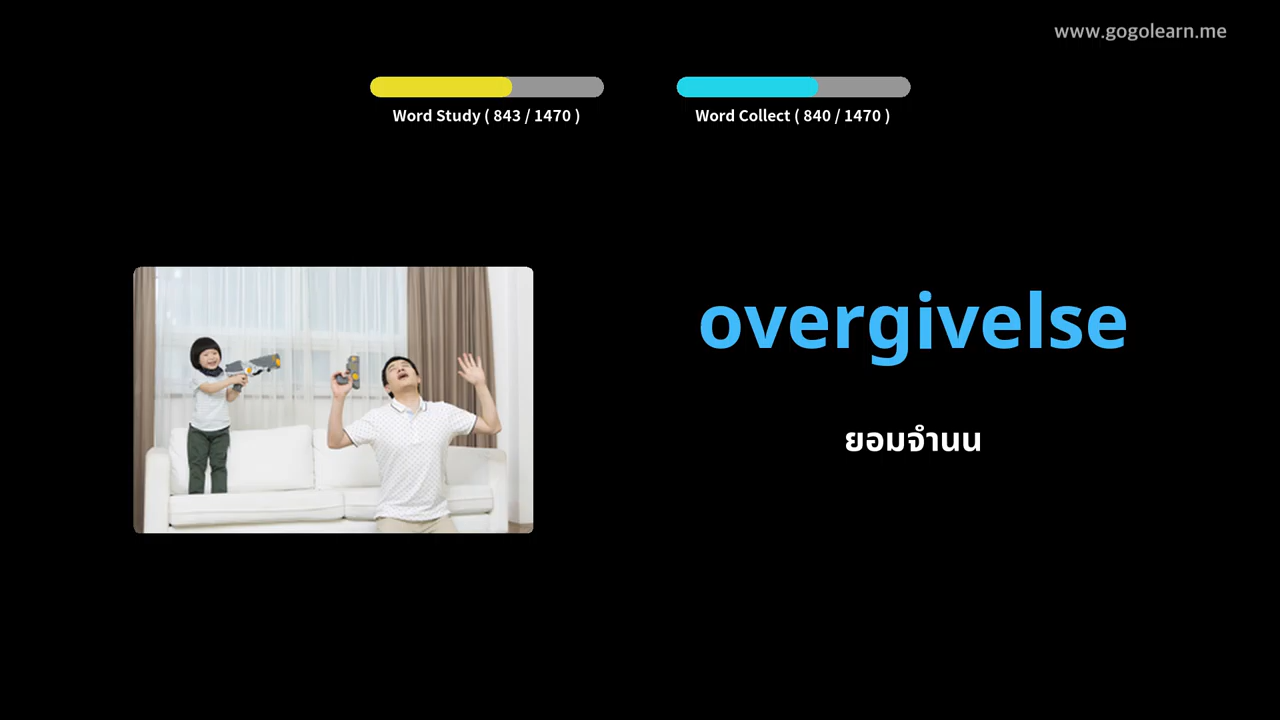 www.gogolearn.me
Word Study ( 843 / 1470 )
Word Collect ( 840 / 1470 )
overgivelse
ยอมจำนน